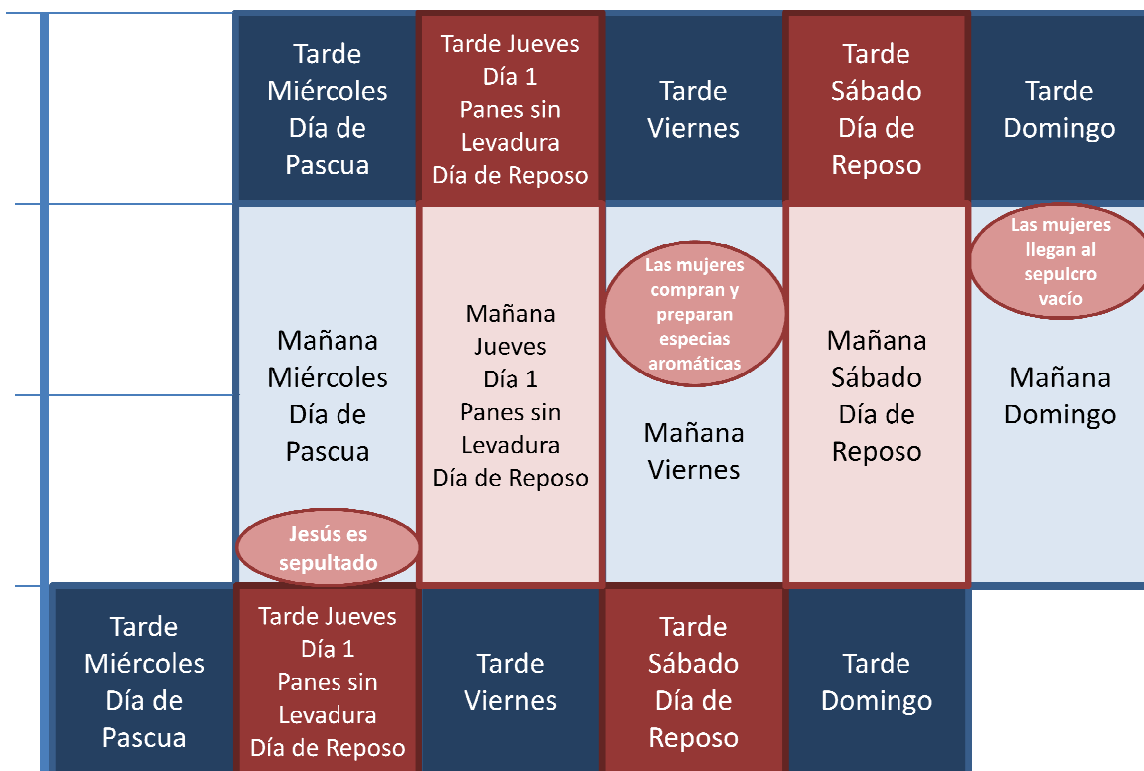 Tarde
Miércoles
Día de
Pascua
Tarde Jueves
Día 1
Panes sin
Levadura
Día de Reposo
Tarde
Viernes
Tarde
Sábado
Día de
Reposo
Tarde
Domingo
Mañana
Miércoles
Día de
Pascua
Jesús es
sepultado
Mañana
Jueves
Día 1
Panes sin
Levadura
Día de Reposo
Las mujeres
compran y
preparan
especias
aromáticas
Mañana
Viernes
Mañana
Sábado
Día de
Reposo
Las mujeres
llegan al
sepulcro
vacío
Mañana
Domingo
Tarde
Miércoles
Día de
Pascua
Tarde Jueves
Día 1
Panes sin
Levadura
Día de Reposo
Tarde
Viernes
Tarde
Sábado
Día de
Reposo
Tarde
Domingo